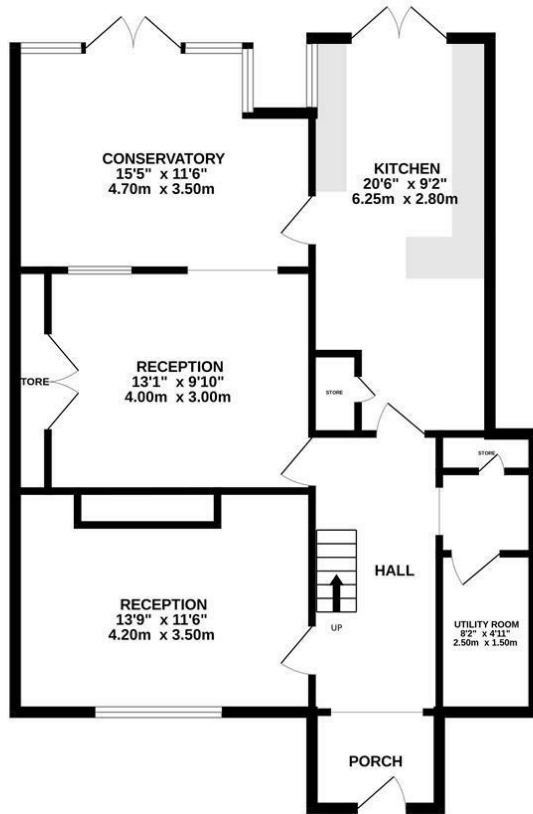 CONSERVATORY
15'5" x 11'6"
4.70m x 3.50m
KITCHEN
20'6" x 9'2"
6.25m x 2.80m
RECEPTION
13'1" x 9'10"
4.00m x 3.00m
TORE
STORE
STORE
HALL
UP
RECEPTION
13'9" x 11'6"
4.20m x 3.50m
UTILITY ROOM
8'2" x 4'11"
2.50m x 1.50m
PORCH